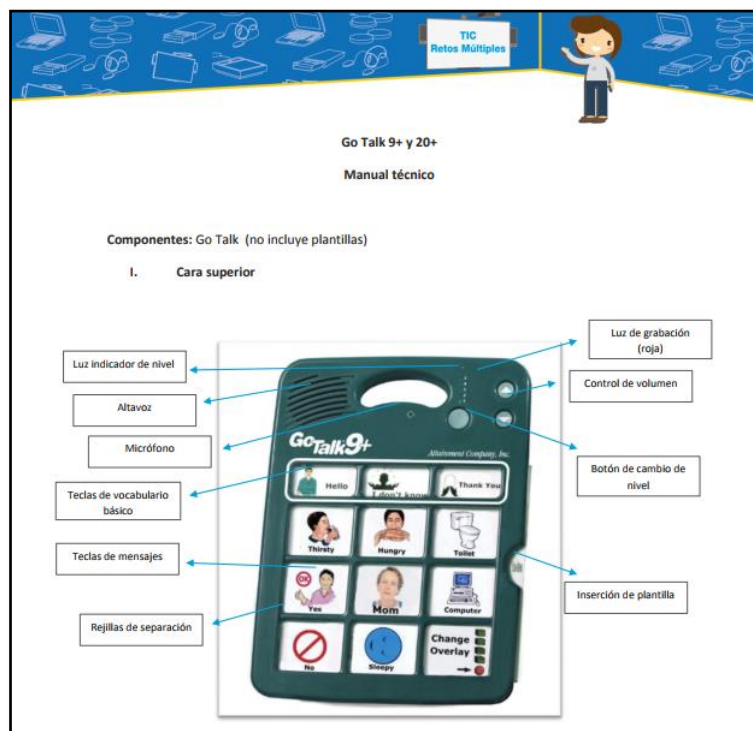 TIC
Retos Múltiples
Go Talk 9+ y 20+
Manual técnico
Componentes: Go Talk (no incluye plantillas)
I. Cara superior
Luz de grabación
(roja)
Luz indicador de nivel
Control de volumen
Altavoz
Micrófono
GoTalk9+
Attainment Company, Inc.
Botón de cambio de
nivel
Hello
I don't know
Thank You
Teclas de vocabulario
básico
Thirsty
Hungry
Toilet
Teclas de mensajes
OK
Yes
Mom
Computer
Inserción de plantilla
Rejillas de separación
No
Sleepy
Change
Overlay